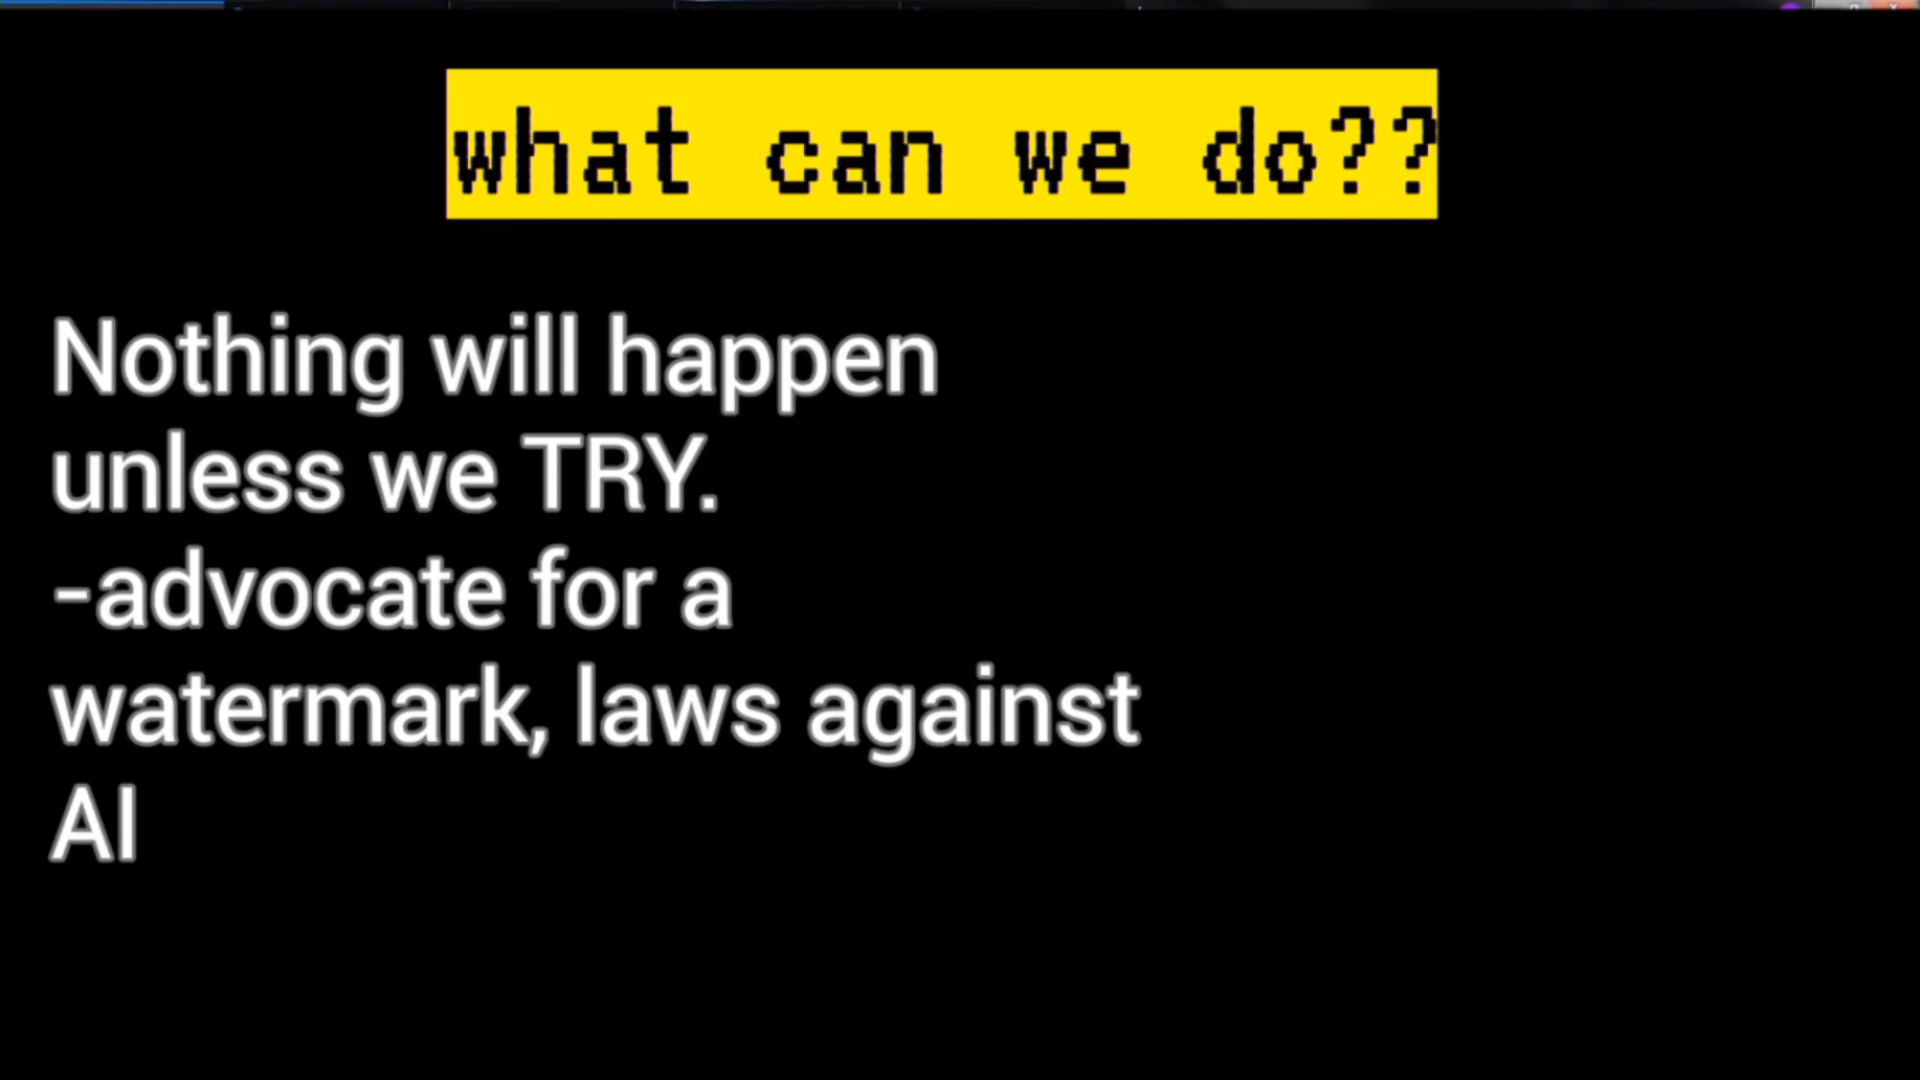 what can we do??
Nothing will happen
unless we TRY.
-advocate for a
watermark, laws against
AI